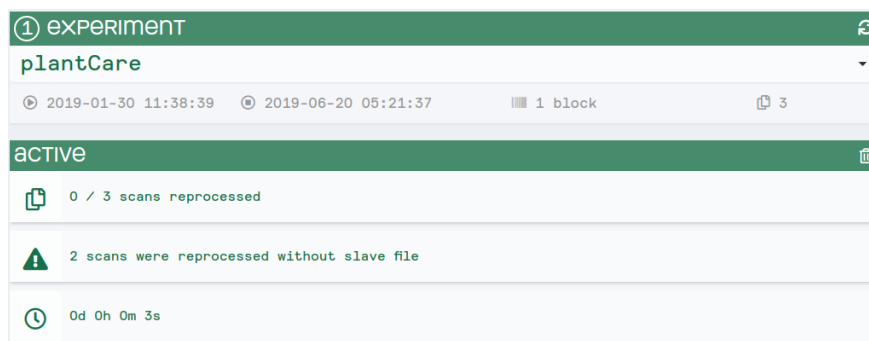 1 experiment
plantCare
2019-01-30 11:38:39 2019-06-20 05:21:37 1 block 3
active
0 / 3 scans reprocessed
2 scans were reprocessed without slave file
0d 0h 0m 3s